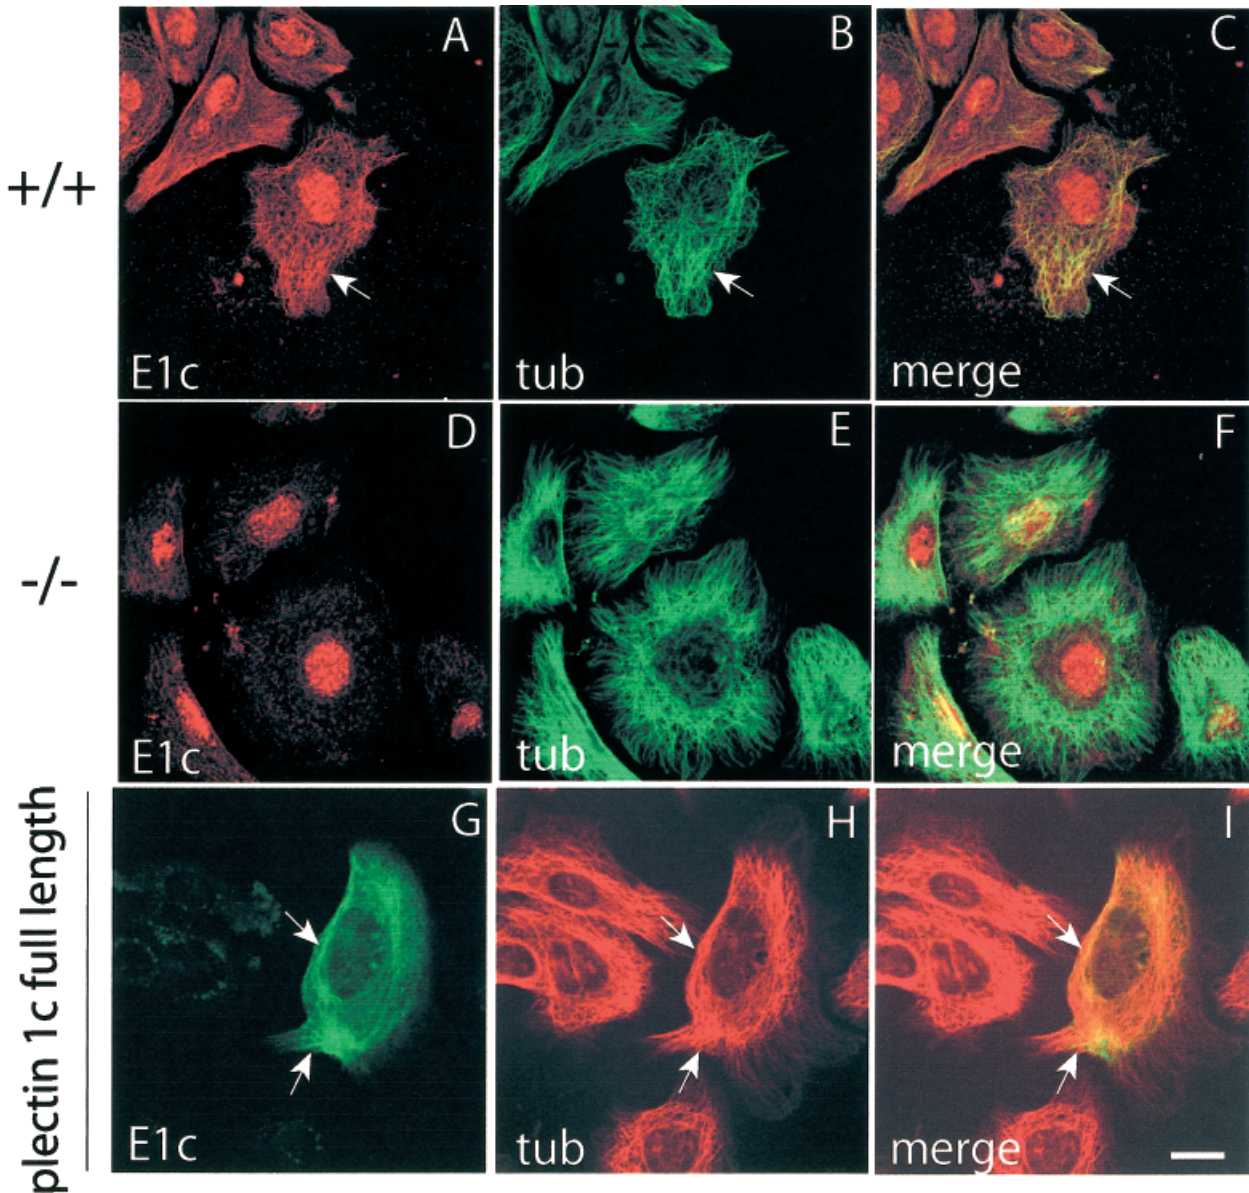 A
B
C
+/+
E1c
tub
merge
D
E
F
-/-
E1c
tub
merge
plectin 1c full length
G
H
I
E1c
tub
merge